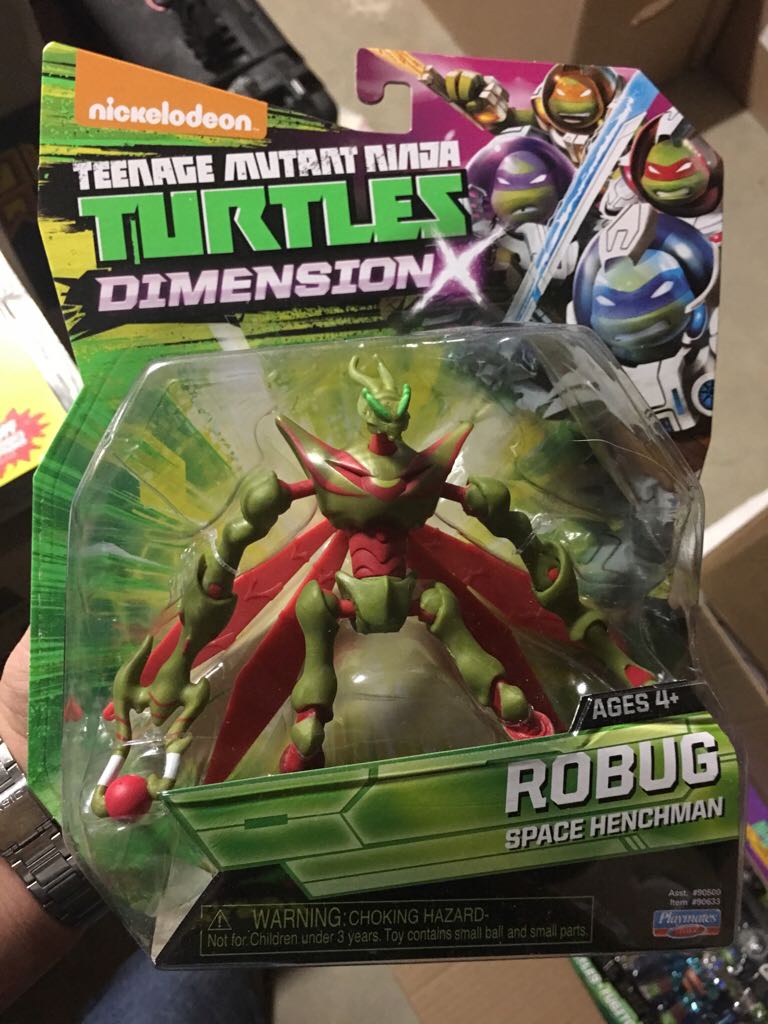 nickelodeon
TEENAGE MUTANT NINJA
TURTLES
DIMENSION X
AGES 4+
ROBUG
SPACE HENCHMAN
WARNING: CHOKING HAZARD-
Not for Children under 3 years. Toy contains small ball and small parts.
Asst. #90500
Item #90633
Playmates